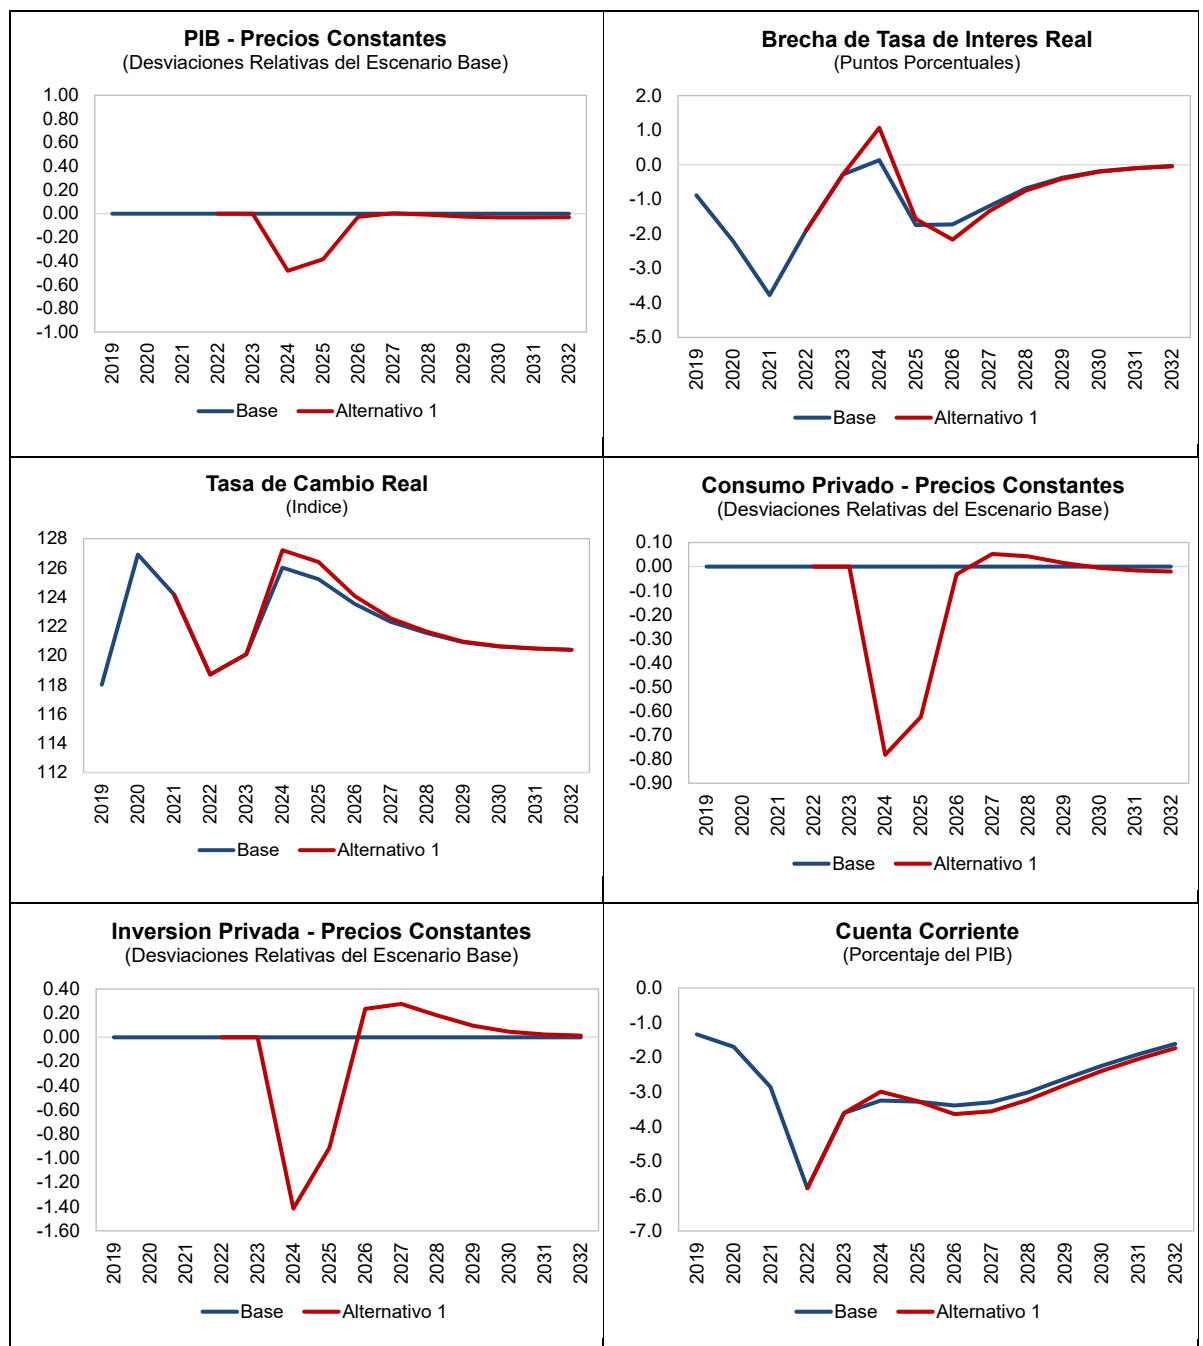 PIB - Precios Constantes
(Desviaciones Relativas del Escenario Base)
1.00
0.80
0.60
0.40
0.20
0.00
-0.20
-0.40
-0.60
-0.80
-1.00
2019 2020 2021 2022 2023 2024 2025 2026 2027 2028 2029 2030 2031 2032
Base Alternativo 1
Brecha de Tasa de Interes Real
(Puntos Porcentuales)
2.0
1.0
0.0
-1.0
-2.0
-3.0
-4.0
-5.0
2019 2020 2021 2022 2023 2024 2025 2026 2027 2028 2029 2030 2031 2032
Base Alternativo 1
Tasa de Cambio Real
(Indice)
128
126
124
122
120
118
116
114
112
2019 2020 2021 2022 2023 2024 2025 2026 2027 2028 2029 2030 2031 2032
Base Alternativo 1
Consumo Privado - Precios Constantes
(Desviaciones Relativas del Escenario Base)
0.10
0.00
-0.10
-0.20
-0.30
-0.40
-0.50
-0.60
-0.70
-0.80
-0.90
2019 2020 2021 2022 2023 2024 2025 2026 2027 2028 2029 2030 2031 2032
Base Alternativo 1
Inversion Privada - Precios Constantes
(Desviaciones Relativas del Escenario Base)
0.40
0.20
0.00
-0.20
-0.40
-0.60
-0.80
-1.00
-1.20
-1.40
-1.60
2019 2020 2021 2022 2023 2024 2025 2026 2027 2028 2029 2030 2031 2032
Base Alternativo 1
Cuenta Corriente
(Porcentaje del PIB)
0.0
-1.0
-2.0
-3.0
-4.0
-5.0
-6.0
-7.0
2019 2020 2021 2022 2023 2024 2025 2026 2027 2028 2029 2030 2031 2032
Base Alternativo 1